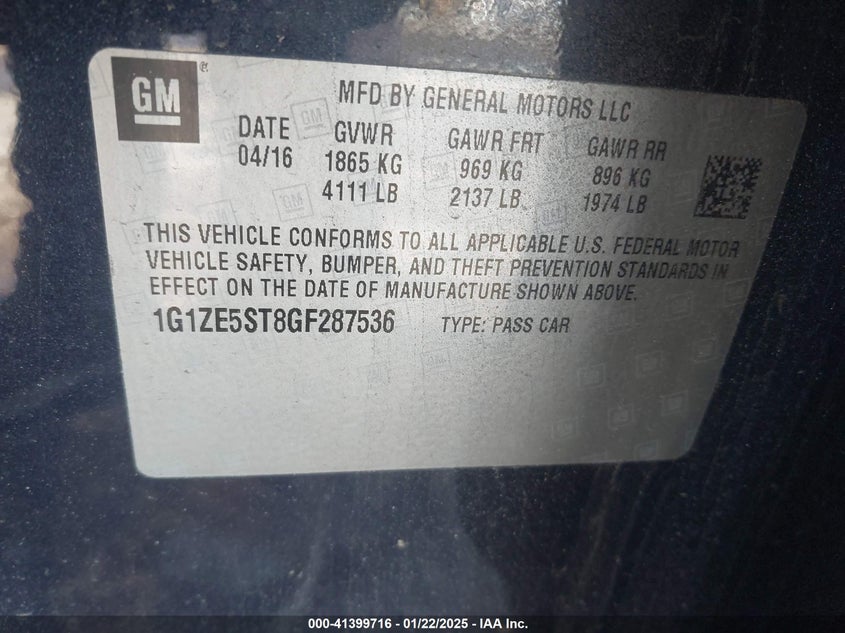 GM ®
MFD BY GENERAL MOTORS LLC
DATE GVWR GAWR FRT GAWR RR
04/16 1865 KG 969 KG 896 KG
4111 LB 2137 LB 1974 LB
THIS VEHICLE CONFORMS TO ALL APPLICABLE U.S. FEDERAL MOTOR
VEHICLE SAFETY, BUMPER, AND THEFT PREVENTION STANDARDS IN
EFFECT ON THE DATE OF MANUFACTURE SHOWN ABOVE.
1G1ZE5ST8GF287536 TYPE: PASS CAR
000-41399716 - 01/22/2025 - IAA Inc.